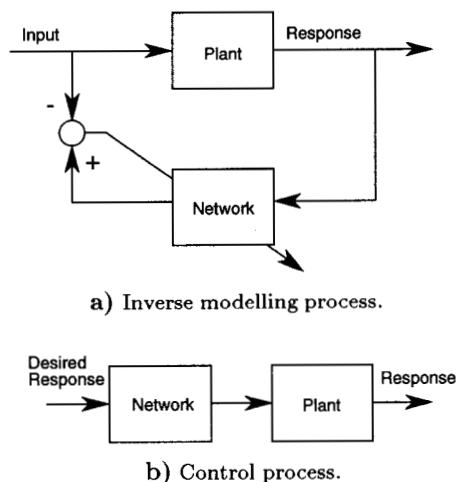 Input
Plant
Response
-
+
Network
a) Inverse modelling process.
Desired
Response
Network
Plant
Response
b) Control process.